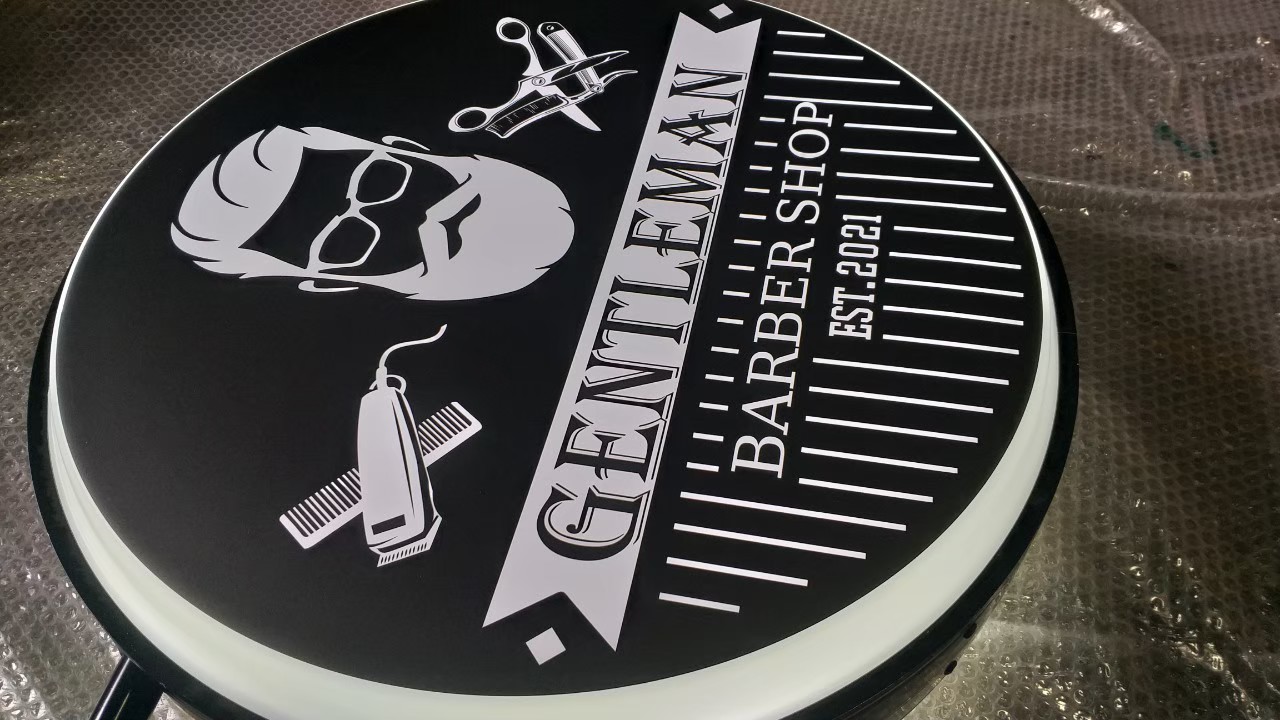 GENTLEMAN
BARBER SHOP
EST.2021